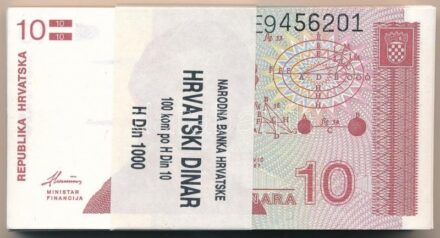 10 10/10
REPUBLIKA HRVATSKA
MINISTAR
FINANCIJA
NARODNA BANKA HRVATSKE
HRVATSKI DINAR
100 kom. po H Din 10
H Din 1000
E9456201
10
NARA